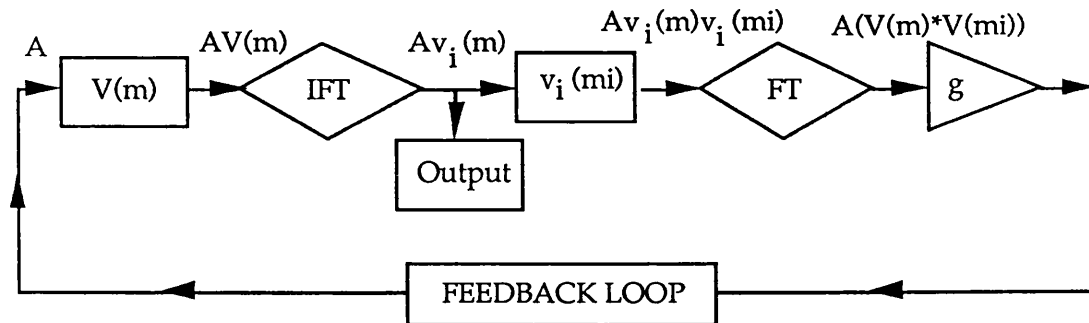 A
V(m)
AV(m)
IFT
Av_i(m)
Output
v_i(mi)
Av_i(m)v_i(mi)
FT
A(V(m)*V(mi))
g
FEEDBACK LOOP